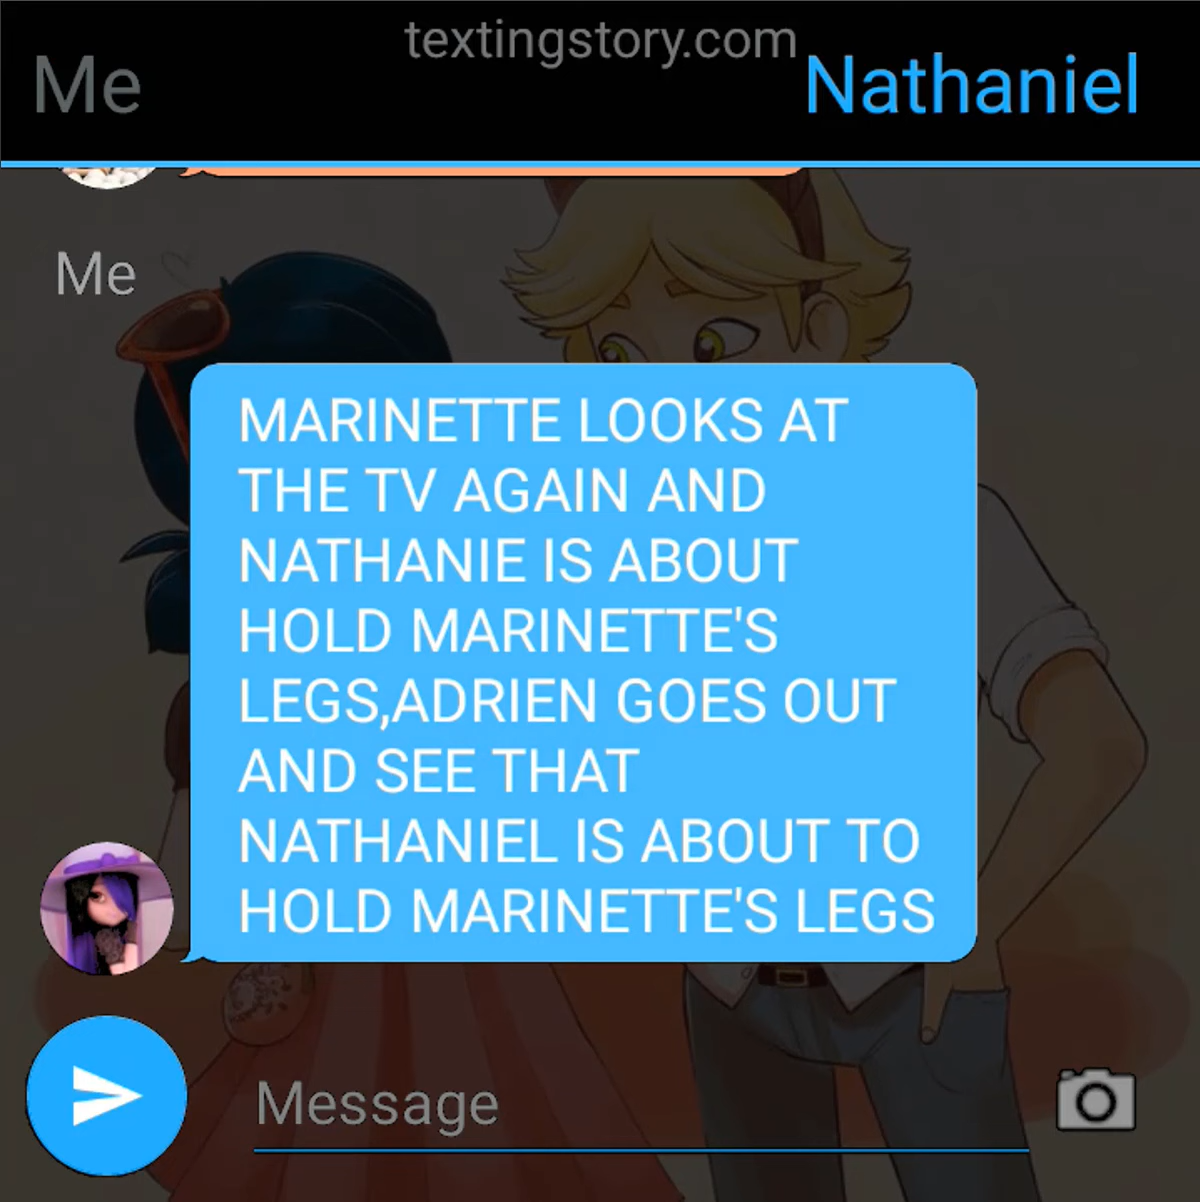 textingstory.com
Me
Nathaniel
Me
MARINETTE LOOKS AT
THE TV AGAIN AND
NATHANIE IS ABOUT
HOLD MARINETTE'S
LEGS,ADRIEN GOES OUT
AND SEE THAT
NATHANIEL IS ABOUT TO
HOLD MARINETTE'S LEGS
Message